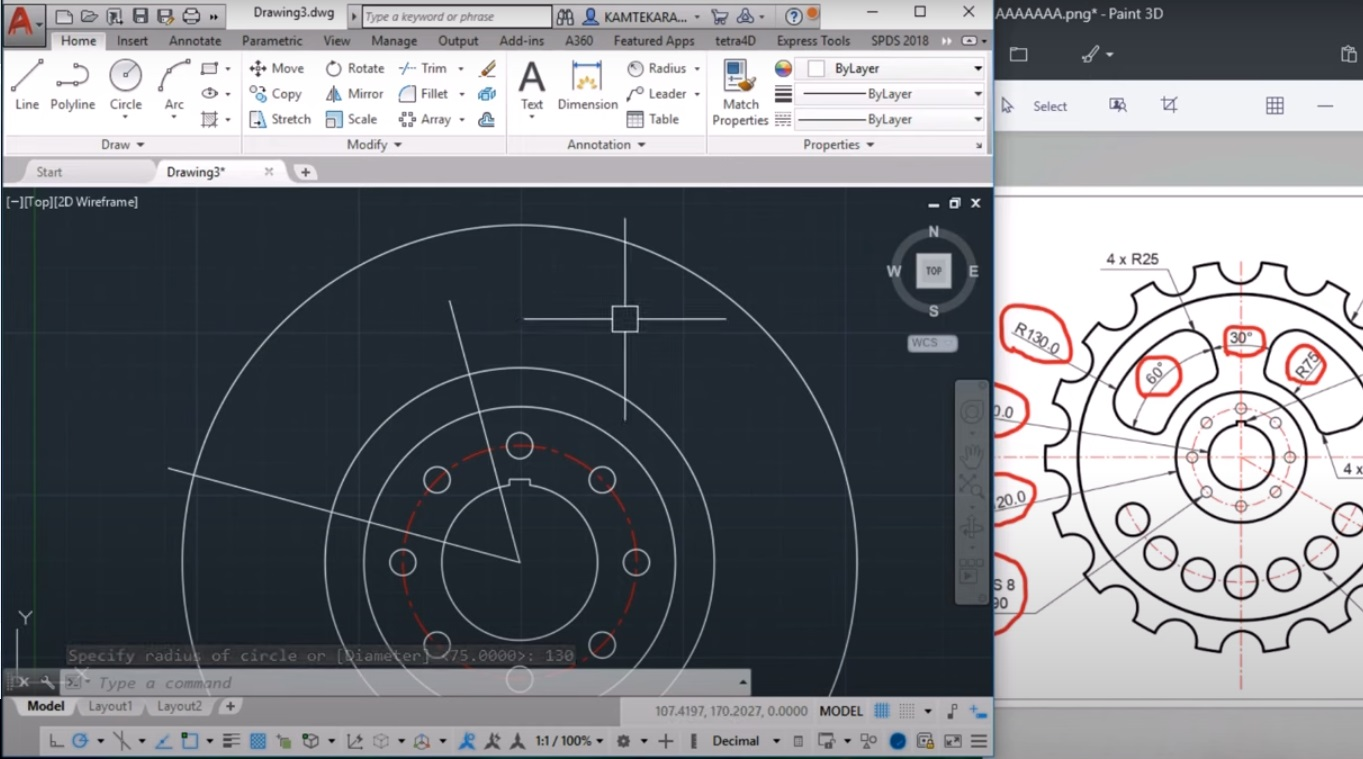 Drawing3.dwg
Type a keyword or phrase
KAMTEKARA...
AAAAAAA.png* - Paint 3D
Home Insert Annotate Parametric View Manage Output Add-ins A360 Featured Apps tetra4D Express Tools SPDS 2018
Line Polyline Circle Arc
Move Rotate Trim
Copy Mirror Fillet
Stretch Scale Array
Text Dimension
Radius
Leader
Table
Match
Properties
ByLayer
ByLayer
ByLayer
Draw Modify Annotation Properties
Select
Start Drawing3*
[−][Top][2D Wireframe]
N
W TOP E
S
WCS
4 x R25
R130.0
60°
30°
R75
0.0
20.0
S 8
90
4 x
Y
Specify radius of circle or [Diameter] <75.0000>: 130
Type a command
Model Layout1 Layout2
107.4197, 170.2027, 0.0000 MODEL
1:1 / 100% Decimal